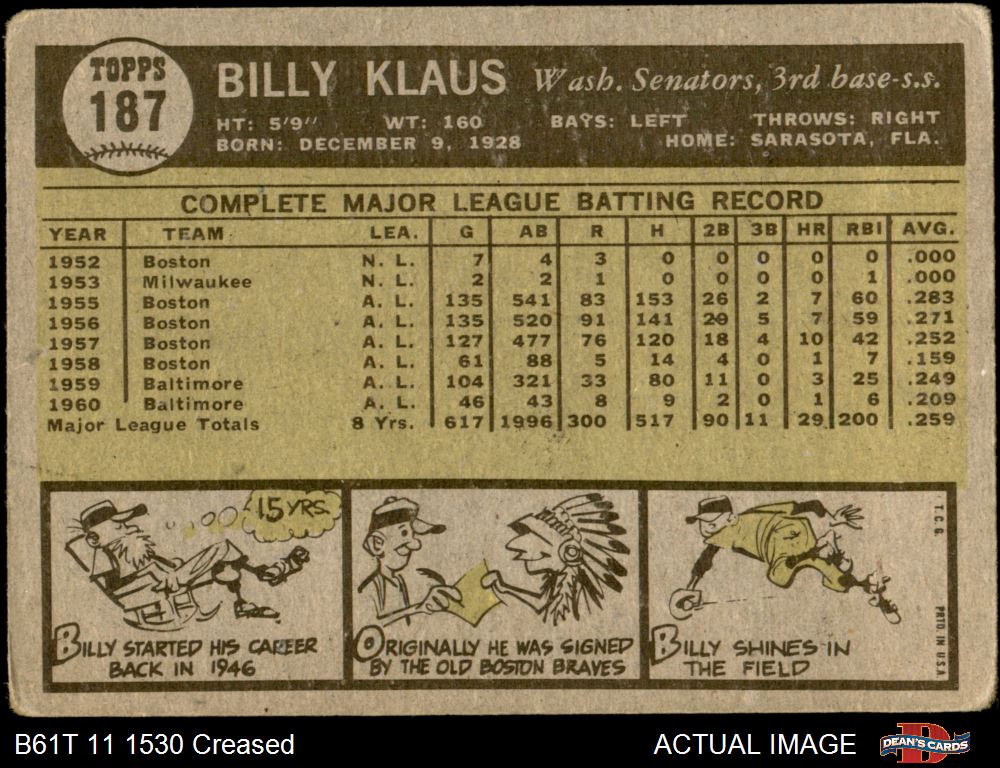 TOPPS
187
BILLY KLAUS Wash. Senators, 3rd base-s.s.
HT: 5'9" WT: 160 BATS: LEFT THROWS: RIGHT
BORN: DECEMBER 9, 1928 HOME: SARASOTA, FLA.
COMPLETE MAJOR LEAGUE BATTING RECORD
YEAR TEAM LEA. G AB R H 2B 3B HR RBI AVG.
1952 Boston N. L. 7 4 3 0 0 0 0 0 .000
1953 Milwaukee N. L. 2 2 1 0 0 0 0 1 .000
1955 Boston A. L. 135 541 83 153 26 2 7 60 .283
1956 Boston A. L. 135 520 91 141 29 5 7 59 .271
1957 Boston A. L. 127 477 76 120 18 4 10 42 .252
1958 Boston A. L. 61 88 5 14 4 0 1 7 .159
1959 Baltimore A. L. 104 321 33 80 11 0 3 25 .249
1960 Baltimore A. L. 46 43 8 9 2 0 1 6 .209
Major League Totals 8 Yrs. 617 1996 300 517 90 11 29 200 .259
15 YRS.
BILLY STARTED HIS CAREER
BACK IN 1946
ORIGINALLY HE WAS SIGNED
BY THE OLD BOSTON BRAVES
BILLY SHINES IN
THE FIELD
T.C.G.
PRTD. IN U.S.A.
B61T 11 1530 Creased
ACTUAL IMAGE
DEAN'S CARDS